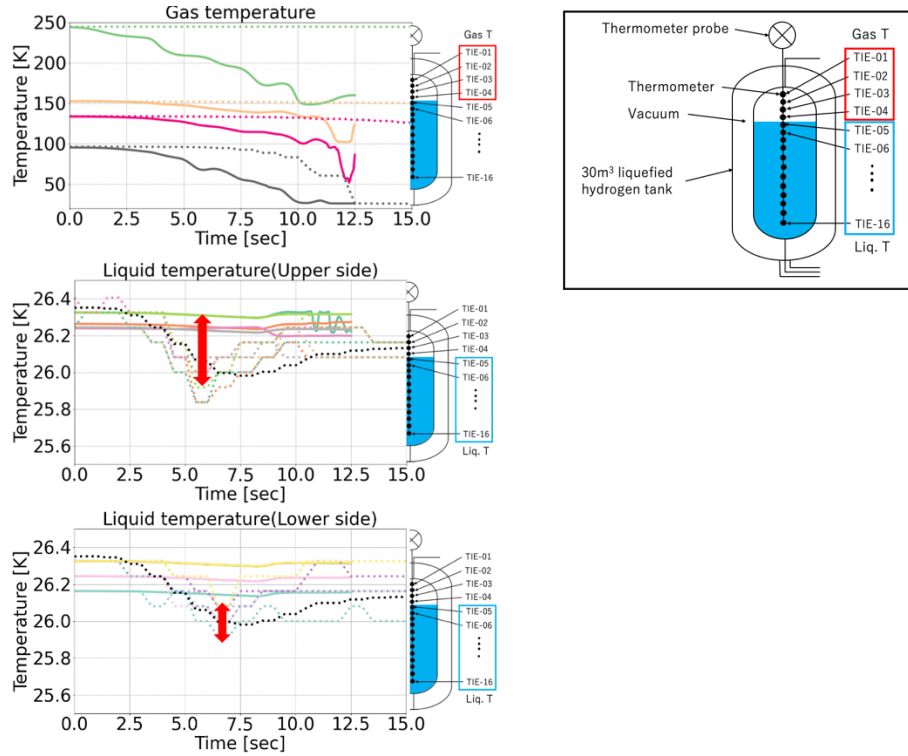 Gas temperature
Temperature [K]
250
200
150
100
50
0.0 2.5 5.0 7.5 10.0 12.5 15.0
Time [sec]
Gas T
TIE-01
TIE-02
TIE-03
TIE-04
TIE-05
TIE-06
TIE-16
Thermometer probe
Gas T
TIE-01
TIE-02
TIE-03
TIE-04
TIE-05
TIE-06
TIE-16
Liq. T
Thermometer
Vacuum
30m³ liquefied
hydrogen tank
Liquid temperature(Upper side)
Temperature [K]
26.4
26.2
26.0
25.8
25.6
0.0 2.5 5.0 7.5 10.0 12.5 15.0
Time [sec]
TIE-01
TIE-02
TIE-03
TIE-04
TIE-05
TIE-06
TIE-16
Liq. T
Liquid temperature(Lower side)
Temperature [K]
26.4
26.2
26.0
25.8
25.6
0.0 2.5 5.0 7.5 10.0 12.5 15.0
Time [sec]
TIE-01
TIE-02
TIE-03
TIE-04
TIE-05
TIE-06
TIE-16
Liq. T